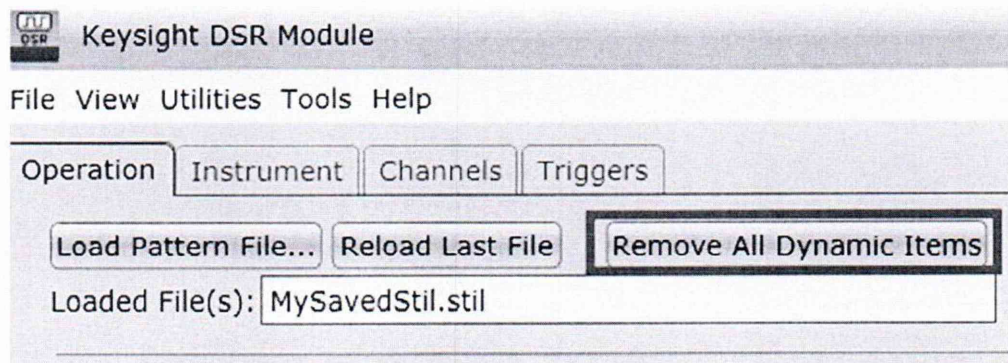 DSR
Keysight DSR Module
File View Utilities Tools Help
Operation Instrument Channels Triggers
Load Pattern File... Reload Last File Remove All Dynamic Items
Loaded File(s): MySavedStil.stil